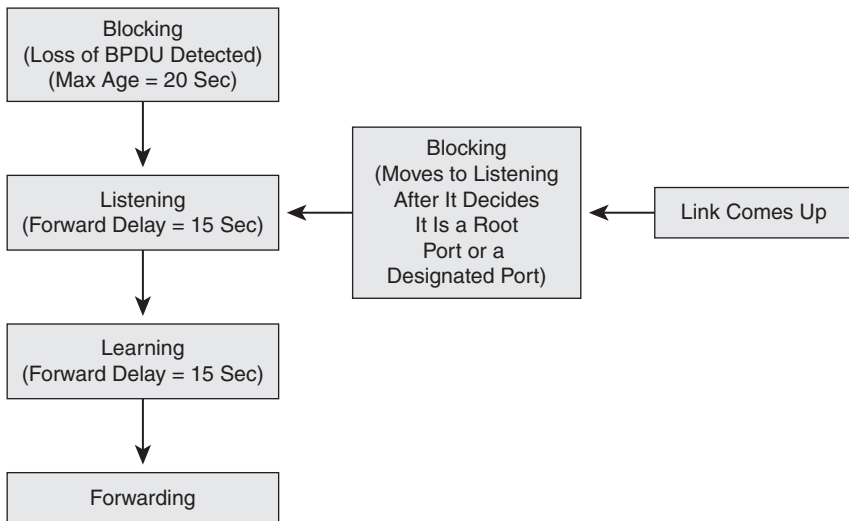 Blocking
(Loss of BPDU Detected)
(Max Age = 20 Sec)
Listening
(Forward Delay = 15 Sec)
Blocking
(Moves to Listening
After It Decides
It Is a Root
Port or a
Designated Port)
Link Comes Up
Learning
(Forward Delay = 15 Sec)
Forwarding